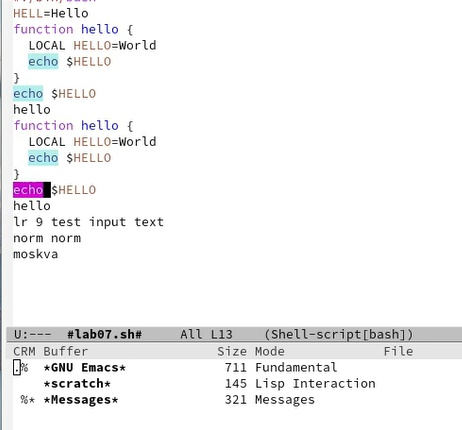 HELL=Hello
function hello {
  LOCAL HELLO=World
  echo $HELLO
}
echo $HELLO
hello
function hello {
  LOCAL HELLO=World
  echo $HELLO
}
echo $HELLO
hello
lr 9 test input text
norm norm
moskva
U:---  #lab07.sh#     All L13    (Shell-script[bash])
CRM Buffer                Size Mode             File
.%  *GNU Emacs*            711 Fundamental
    *scratch*              145 Lisp Interaction
 %* *Messages*             321 Messages